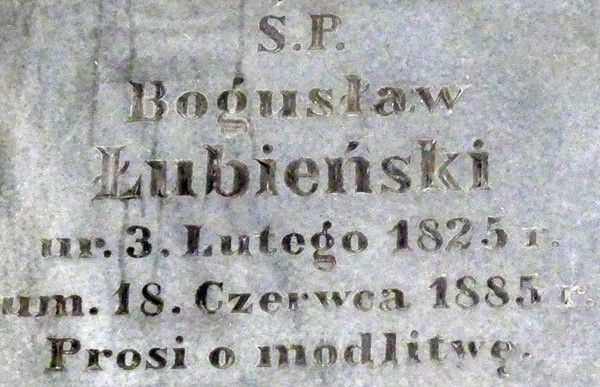 Ś.P.
Bogusław
Łubieński
ur. 3. Lutego 1825 r.
um. 18. Czerwca 1885 r.
Prosi o modlitwę.